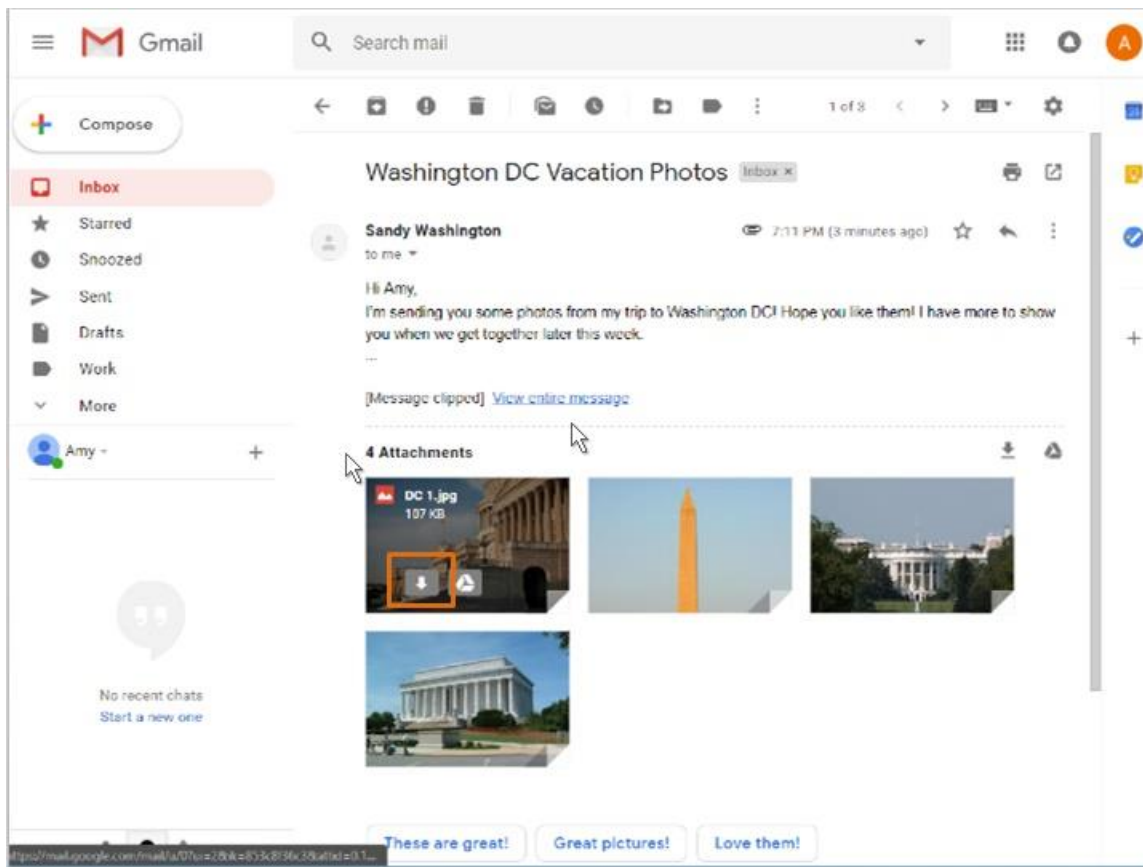 Gmail
Search mail
A
Compose
1 of 3
Inbox
Starred
Snoozed
Sent
Drafts
Work
More
Amy
No recent chats
Start a new one
Washington DC Vacation Photos Inbox ×
Sandy Washington
7:11 PM (3 minutes ago)
to me
Hi Amy,
I'm sending you some photos from my trip to Washington DC! Hope you like them! I have more to show
you when we get together later this week.
...
[Message clipped] View entire message
4 Attachments
DC 1.jpg
107 KB
These are great!
Great pictures!
Love them!